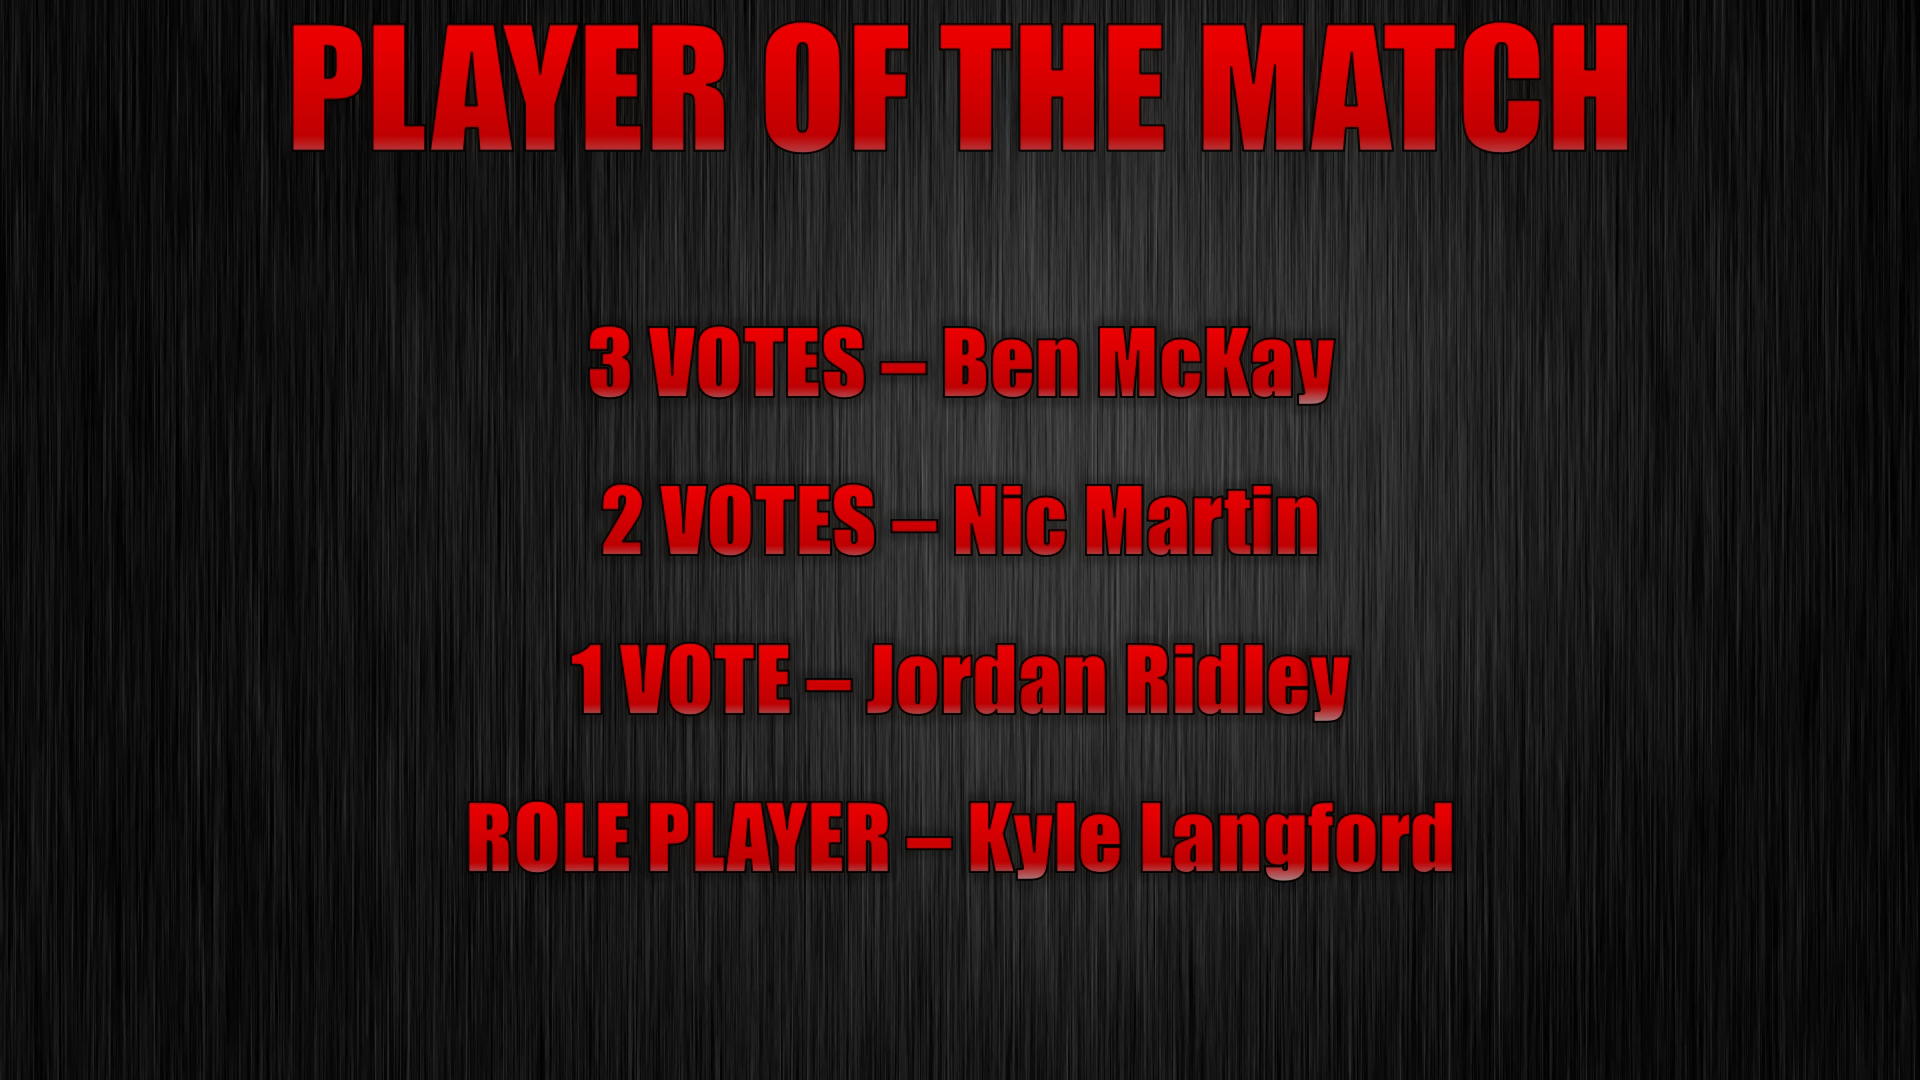 PLAYER OF THE MATCH
3 VOTES – Ben McKay
2 VOTES – Nic Martin
1 VOTE – Jordan Ridley
ROLE PLAYER – Kyle Langford